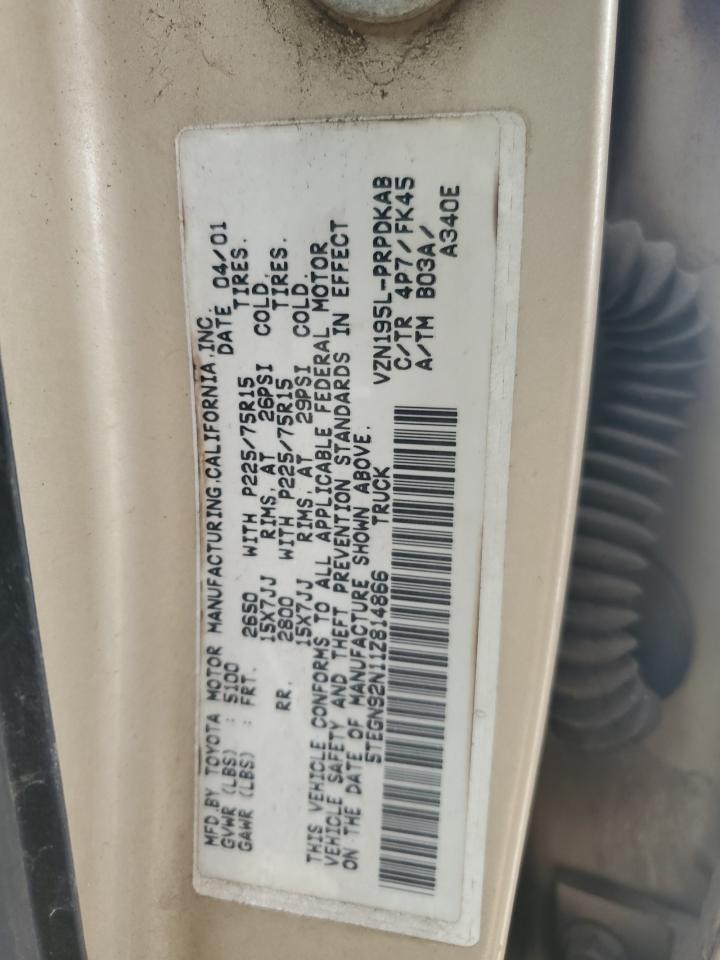 MFD.BY TOYOTA MOTOR MANUFACTURING,CALIFORNIA,INC.
GVWR (LBS) : 5100 DATE 04/01
GAWR (LBS) : FRT. 2650 WITH P225/75R15 TIRES.
15X7JJ RIMS, AT 26PSI COLD.
RR. 2800 WITH P225/75R15 TIRES.
15X7JJ RIMS, AT 29PSI COLD.
THIS VEHICLE CONFORMS TO ALL APPLICABLE FEDERAL MOTOR
VEHICLE SAFETY AND THEFT PREVENTION STANDARDS IN EFFECT
ON THE DATE OF MANUFACTURE SHOWN ABOVE.
5TEGN92N11Z814866 TRUCK
VZN195L-PRPDKAB
C/TR 4P7/FK45
A/TM B03A/
A340E